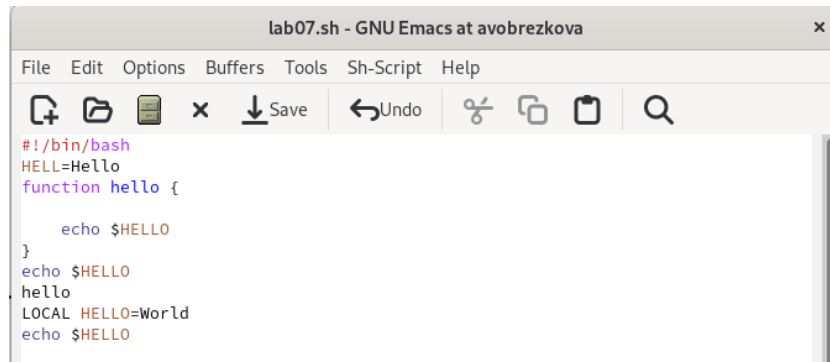 lab07.sh - GNU Emacs at avobrezkova ×
File Edit Options Buffers Tools Sh-Script Help
Save Undo
#!/bin/bash
HELL=Hello
function hello {
    echo $HELLO
}
echo $HELLO
hello
LOCAL HELLO=World
echo $HELLO